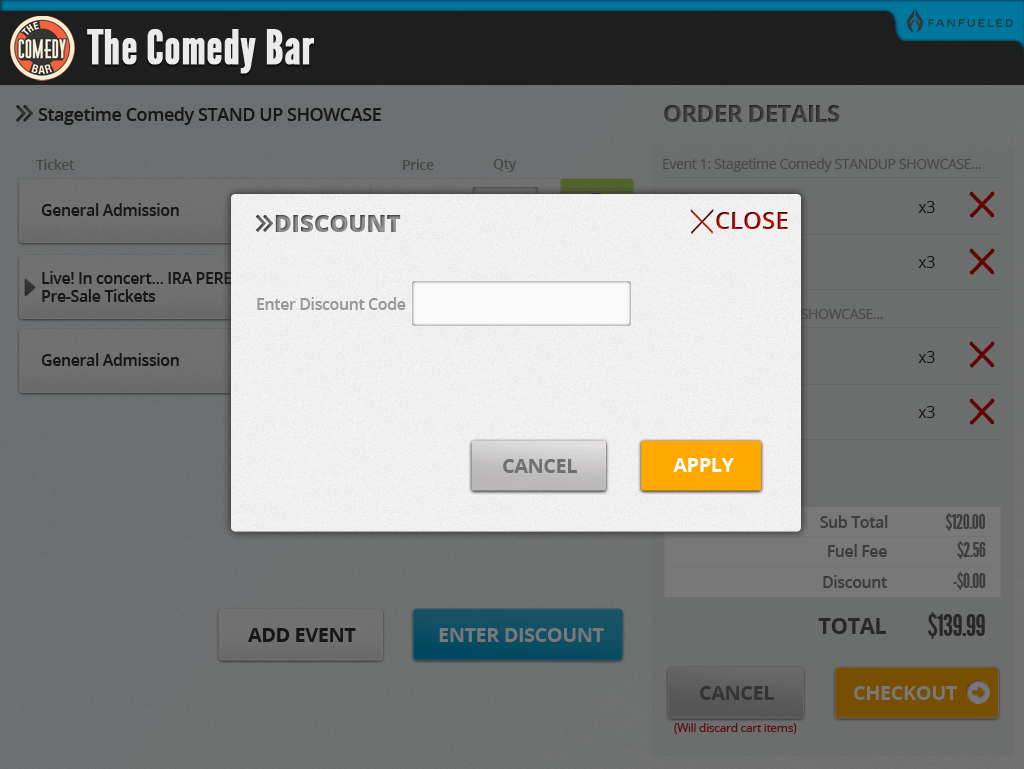 THE
COMEDY
BAR
The Comedy Bar
FANFUELED
Stagetime Comedy STAND UP SHOWCASE
Ticket
Price
Qty
General Admission
Live! In concert... IRA PERE
Pre-Sale Tickets
General Admission
DISCOUNT
CLOSE
Enter Discount Code
CANCEL
APPLY
ADD EVENT
ENTER DISCOUNT
ORDER DETAILS
Event 1: Stagetime Comedy STANDUP SHOWCASE...
x3
x3
SHOWCASE...
x3
x3
Sub Total $120.00
Fuel Fee $2.56
Discount -$0.00
TOTAL $139.99
CANCEL
(Will discard cart items)
CHECKOUT